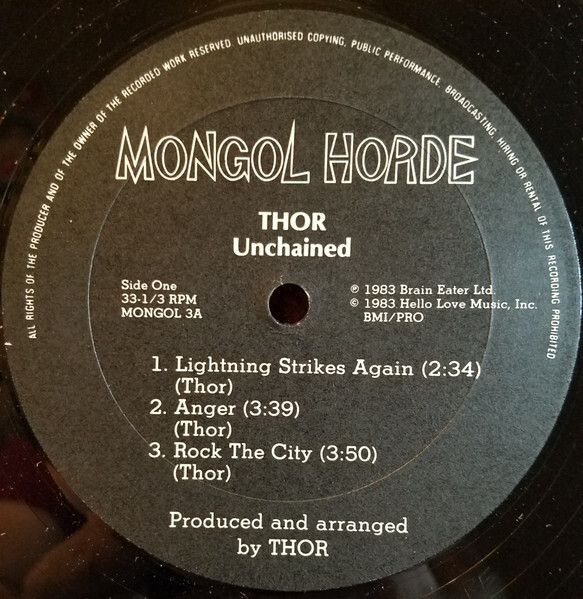 ALL RIGHTS OF THE PRODUCER AND OF THE OWNER OF THE RECORDED WORK RESERVED. UNAUTHORISED COPYING, PUBLIC PERFORMANCE, BROADCASTING, HIRING OR RENTAL OF THIS RECORDING PROHIBITED
MONGOL HORDE
THOR
Unchained
Side One
33-1/3 RPM
MONGOL 3A
℗ 1983 Brain Eater Ltd.
© 1983 Hello Love Music, Inc.
BMI/PRO
1. Lightning Strikes Again (2:34)
(Thor)
2. Anger (3:39)
(Thor)
3. Rock The City (3:50)
(Thor)
Produced and arranged
by THOR